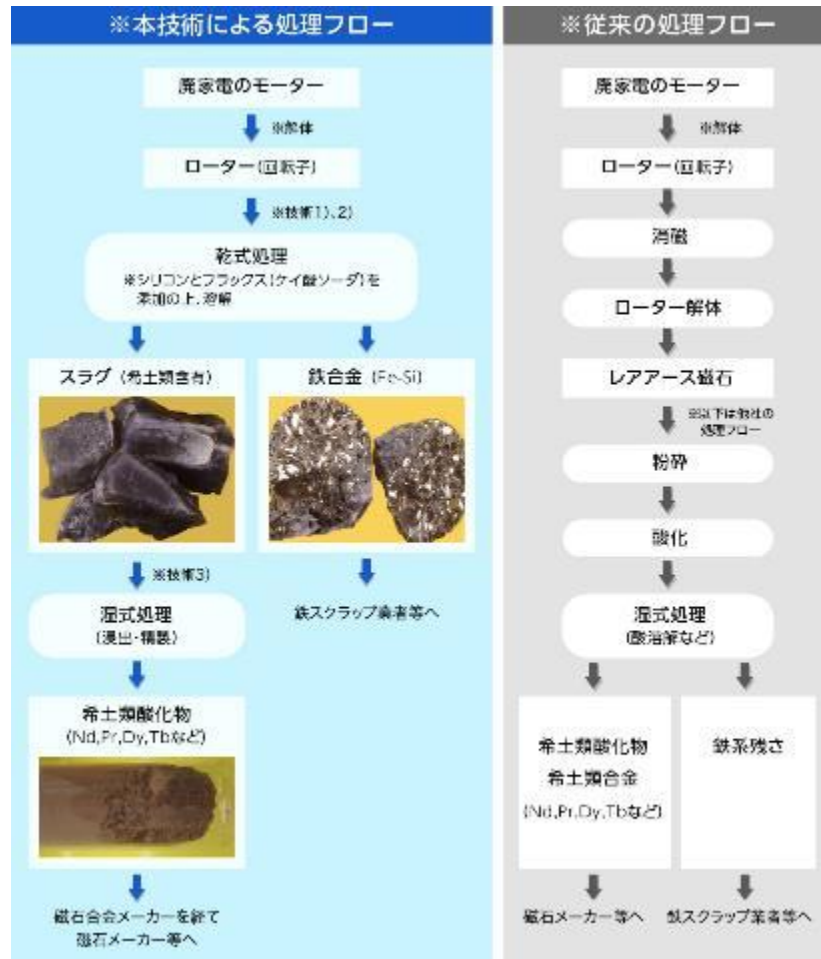 ※本技術による処理フロー
廃家電のモーター
※解体
ローター(回転子)
※技術1)、2)
乾式処理
※シリコンとフラックス(ケイ酸ソーダ)を
添加の上、溶解
スラグ (希土類含有)
鉄合金 (Fe-Si)
※技術3)
湿式処理
(浸出・精製)
鉄スクラップ業者等へ
希土類酸化物
(Nd,Pr,Dy,Tbなど)
磁石合金メーカーを経て
磁石メーカー等へ
※従来の処理フロー
廃家電のモーター
※解体
ローター(回転子)
消磁
ローター解体
レアアース磁石
※以下は他社の
処理フロー
粉砕
酸化
湿式処理
(酸溶解など)
希土類酸化物
希土類合金
(Nd,Pr,Dy,Tbなど)
鉄系残さ
磁石メーカー等へ
鉄スクラップ業者等へ